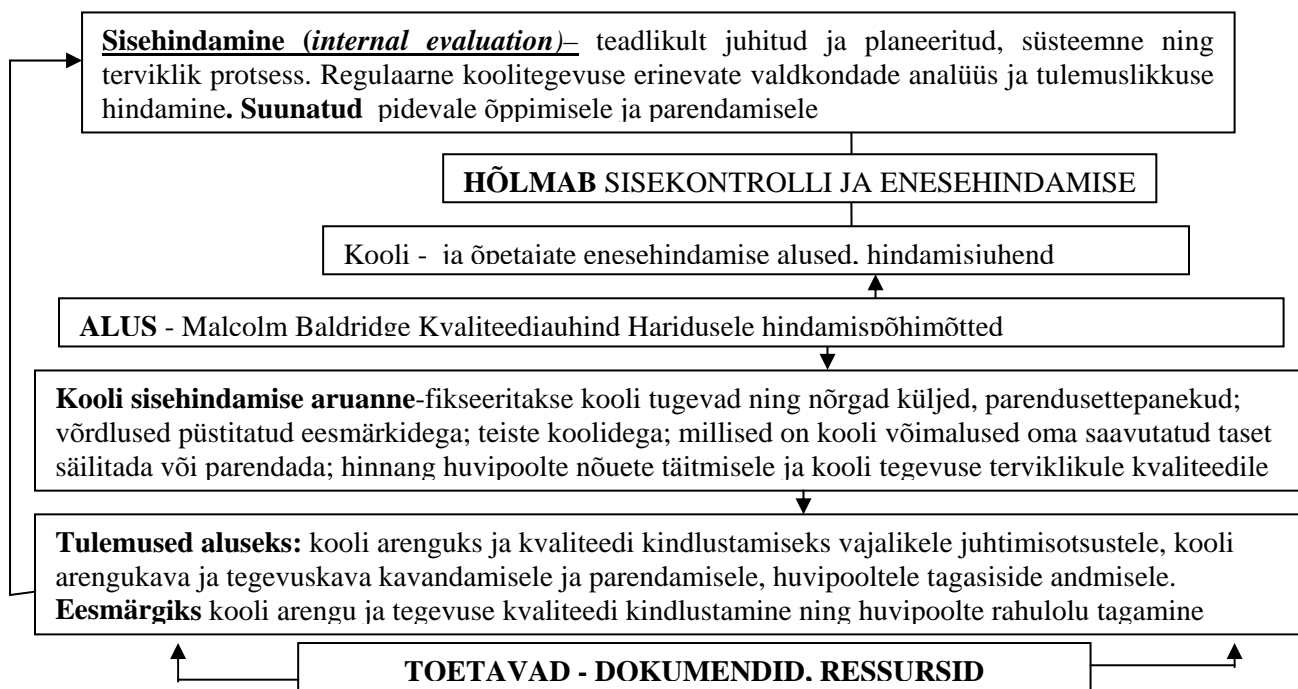 Sisehindamine (internal evaluation)– teadlikult juhitud ja planeeritud, süsteemne ning
terviklik protsess. Regulaarne koolitegevuse erinevate valdkondade analüüs ja tulemuslikkuse
hindamine. Suunatud pidevale õppimisele ja parendamisele
HÕLMAB SISEKONTROLLI JA ENESEHINDAMISE
Kooli - ja õpetajate enesehindamise alused, hindamisjuhend
ALUS - Malcolm Baldridge Kvaliteediauhind Haridusele hindamispõhimõtted
Kooli sisehindamise aruanne-fikseeritakse kooli tugevad ning nõrgad küljed, parendusettepanekud;
võrdlused püstitatud eesmärkidega; teiste koolidega; millised on kooli võimalused oma saavutatud taset
säilitada või parendada; hinnang huvipoolte nõuete täitmisele ja kooli tegevuse terviklikule kvaliteedile
Tulemused aluseks: kooli arenguks ja kvaliteedi kindlustamiseks vajalikele juhtimisotsustele, kooli
arengukava ja tegevuskava kavandamisele ja parendamisele, huvipooltele tagasiside andmisele.
Eesmärgiks kooli arengu ja tegevuse kvaliteedi kindlustamine ning huvipoolte rahulolu tagamine
TOETAVAD - DOKUMENDID, RESSURSID